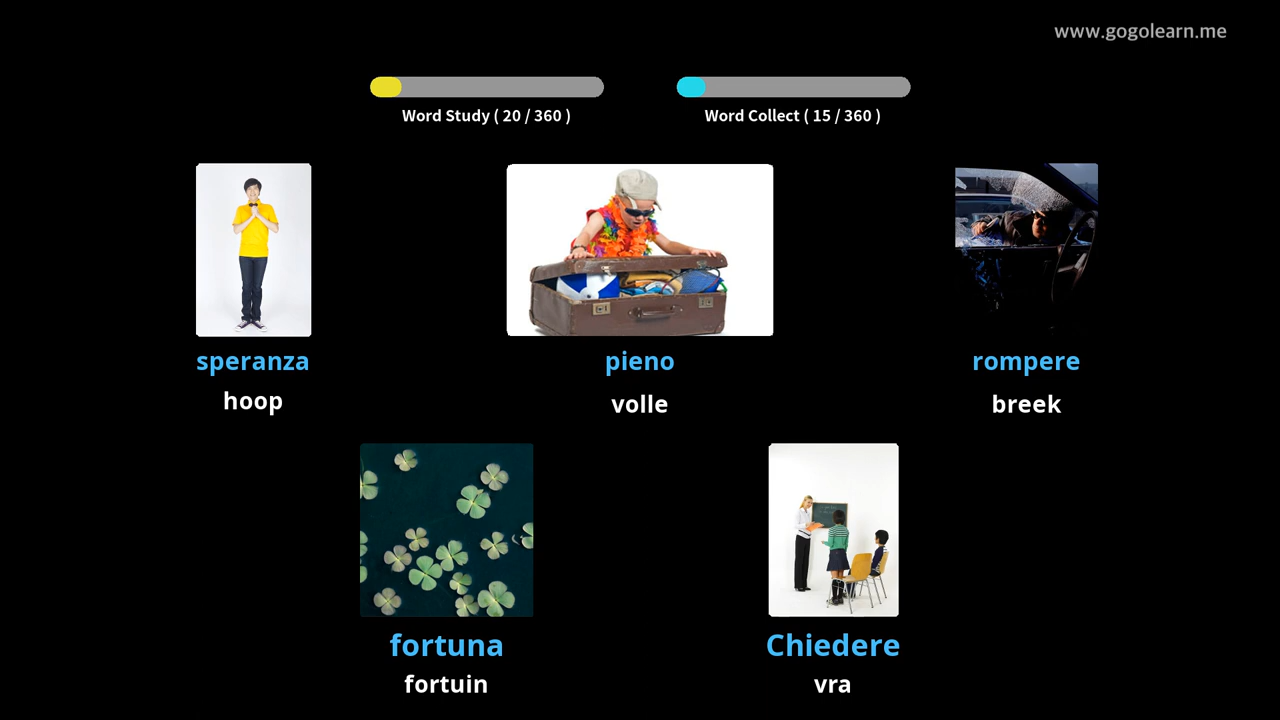 www.gogolearn.me
Word Study ( 20 / 360 )
Word Collect ( 15 / 360 )
speranza
hoop
pieno
volle
rompere
breek
fortuna
fortuin
Chiedere
vra